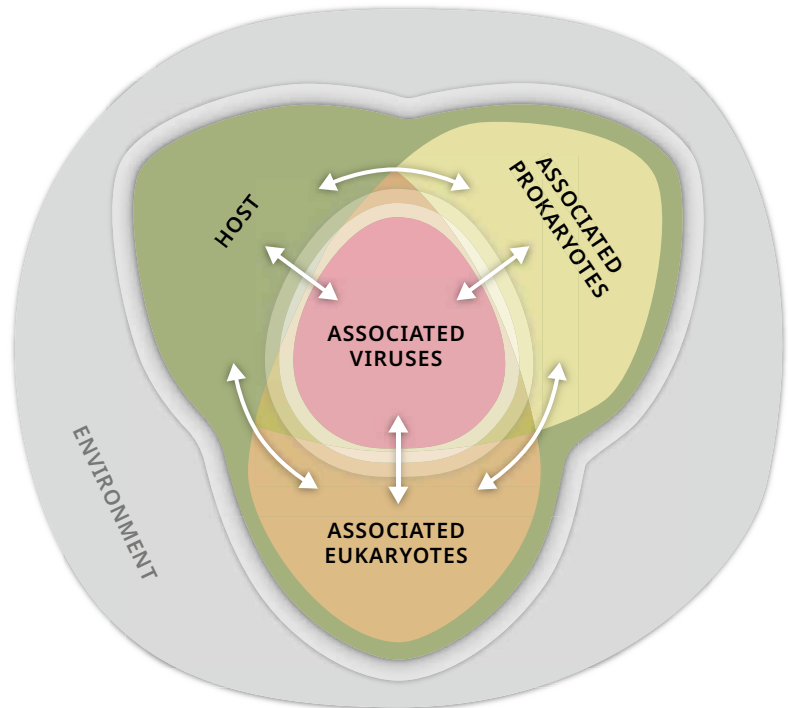 HOST
ASSOCIATED
PROKARYOTES
ASSOCIATED
VIRUSES
ENVIRONMENT
ASSOCIATED
EUKARYOTES